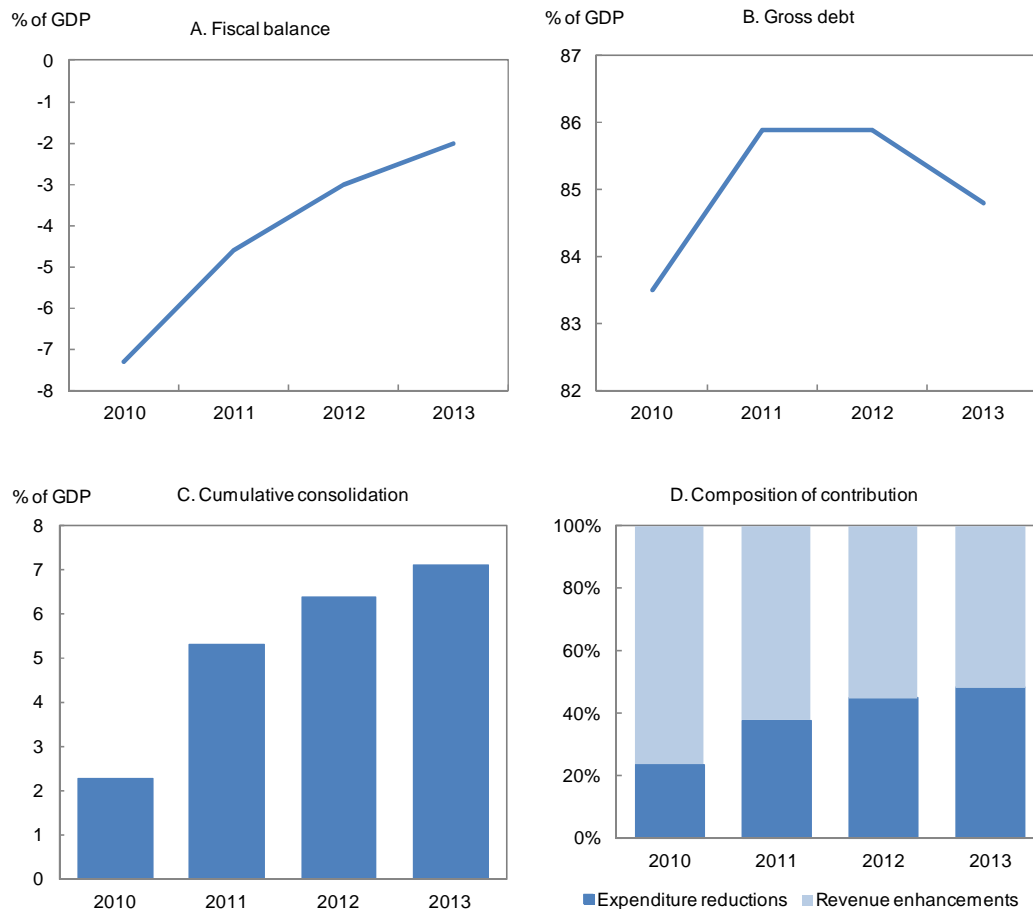 % of GDP
A. Fiscal balance
0
-1
-2
-3
-4
-5
-6
-7
-8
2010 2011 2012 2013
% of GDP
B. Gross debt
87
86
85
84
83
82
2010 2011 2012 2013
% of GDP
C. Cumulative consolidation
8
7
6
5
4
3
2
1
0
2010 2011 2012 2013
D. Composition of contribution
100%
80%
60%
40%
20%
0%
2010 2011 2012 2013
Expenditure reductions Revenue enhancements